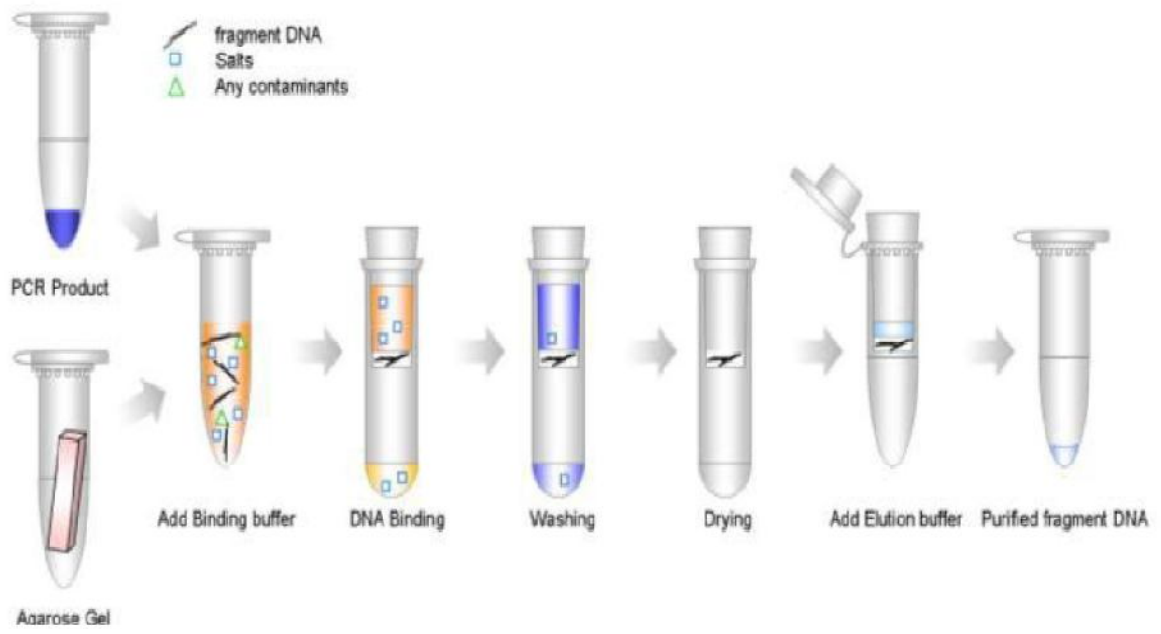 fragment DNA
Salts
Any contaminants
PCR Product
Add Binding buffer
DNA Binding
Washing
Drying
Add Elution buffer
Purified fragment DNA
Agarose Gel